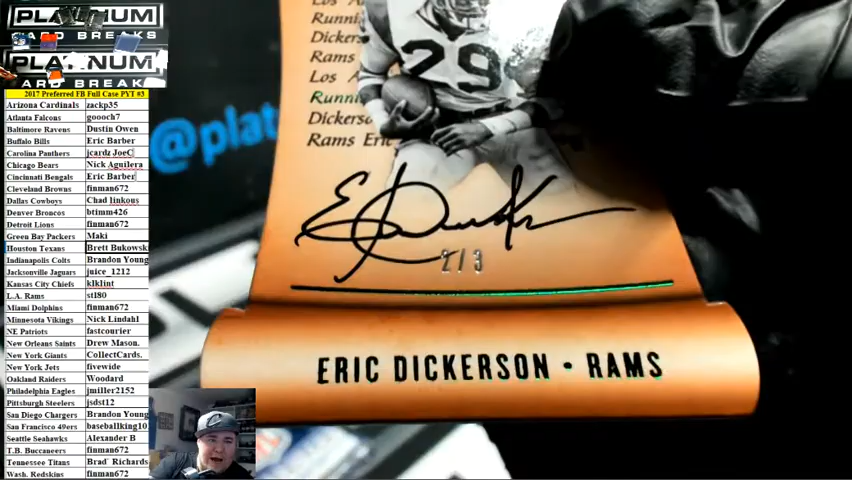 PLATINUM
CARD BREAKS
PLATINUM
CARD BREAK
2017 Preferred FB Full Case PYT #3
Arizona Cardinals zackp35
Atlanta Falcons goooch7
Baltimore Ravens Dustin Owen
Buffalo Bills Eric Barber
Carolina Panthers jcardz JoeC
Chicago Bears Nick Aguilera
Cincinnati Bengals Eric Barber
Cleveland Browns finman672
Dallas Cowboys Chad linkous
Denver Broncos btimm426
Detroit Lions finman672
Green Bay Packers Maki
Houston Texans Brett Bukowsk
Indianapolis Colts Brandon Young
Jacksonville Jaguars juice_1212
Kansas City Chiefs klklint
L.A. Rams stl80
Miami Dolphins finman672
Minnesota Vikings Nick Lindahl
NE Patriots fastcourier
New Orleans Saints Drew Mason.
New York Giants CollectCards.
New York Jets fivewide
Oakland Raiders Woodard
Philadelphia Eagles jmiller2152
Pittsburgh Steelers jsdst12
San Diego Chargers Brandon Young
San Francisco 49ers baseballking10
Seattle Seahawks Alexander B
T.B. Buccaneers finman672
Tennessee Titans Brad Richards
Wash. Redskins finman672
@plat
Los A
Runni
Dickers
Rams
Los A
Runni
Dickers
Rams Eric
29
2/3
ERIC DICKERSON • RAMS